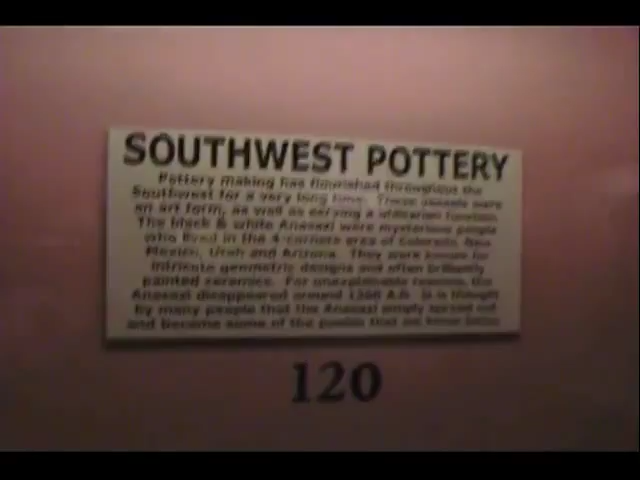 SOUTHWEST POTTERY
Pottery making has flourished throughout the
Southwest for a very long time. These vessels were
an art form, as well as serving a utilitarian function.
The black & white Anasazi were mysterious people
who lived in the 4-corners area of Colorado, New
Mexico, Utah and Arizona. They were known for
intricate geometric designs and often brilliantly
painted ceramics. For unexplainable reasons, the
Anasazi disappeared around 1300 A.D. It is thought
by many people that the Anasazi simply spread out
and became some of the pueblos that we know
120